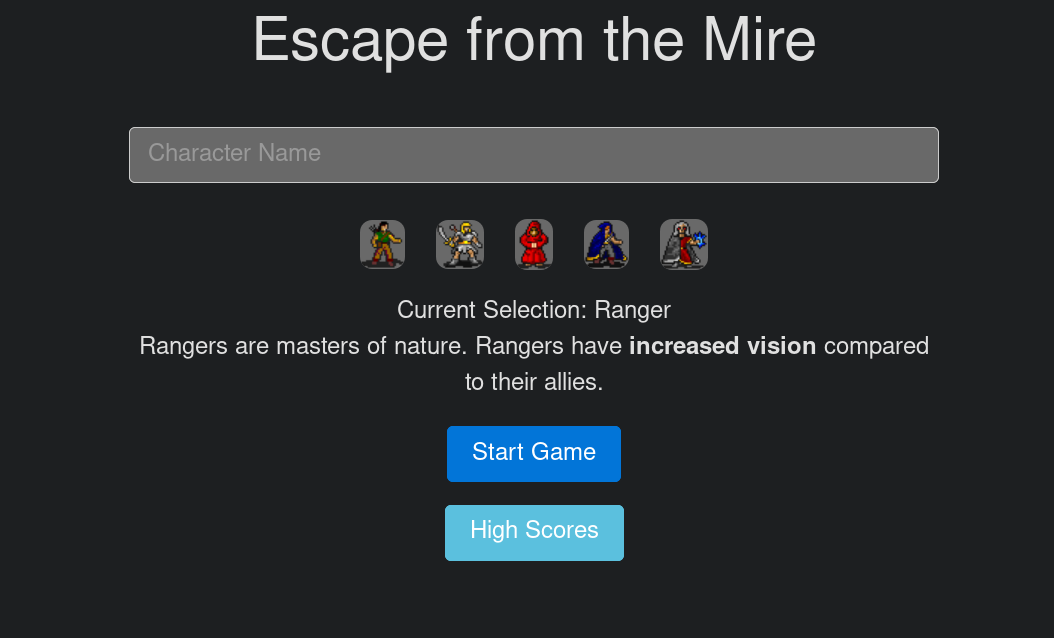 Escape from the Mire
Character Name
Current Selection: Ranger
Rangers are masters of nature. Rangers have increased vision compared
to their allies.
Start Game
High Scores